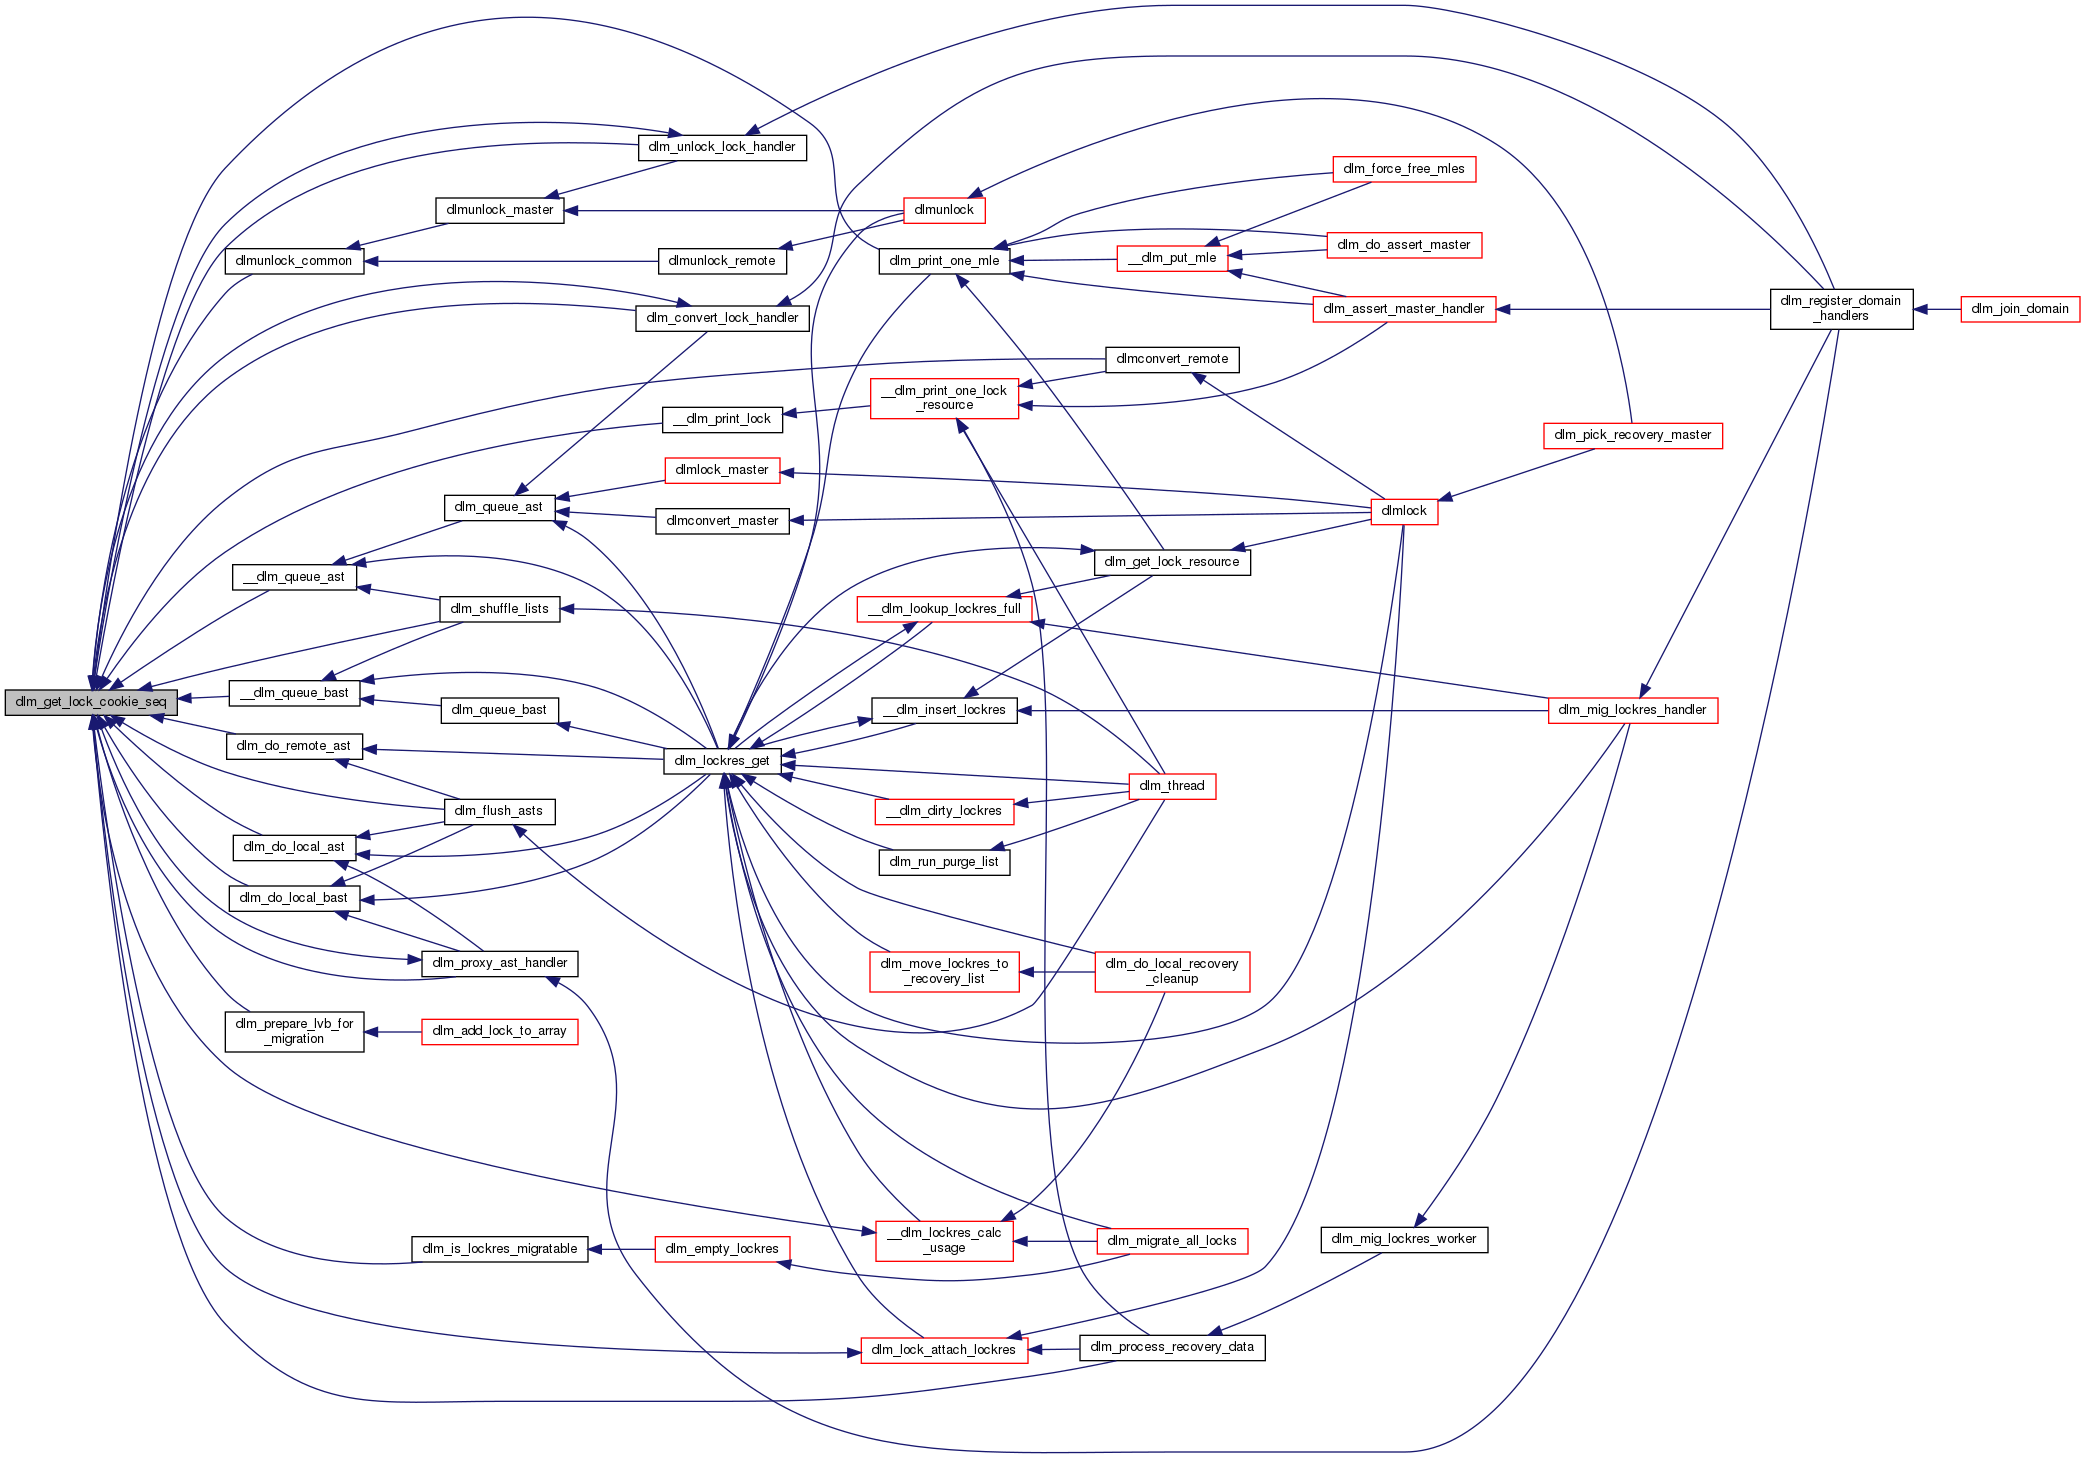 dlm_get_lock_cookie_seq
dlm_unlock_lock_handler
dlmunlock_master
dlmunlock_common
dlmunlock_remote
dlm_convert_lock_handler
__dlm_print_lock
dlmlock_master
dlm_queue_ast
dlmconvert_master
__dlm_queue_ast
dlm_shuffle_lists
__dlm_queue_bast
dlm_queue_bast
dlm_do_remote_ast
dlm_lockres_get
dlm_flush_asts
dlm_do_local_ast
dlm_do_local_bast
dlm_proxy_ast_handler
dlm_prepare_lvb_for
_migration
dlm_add_lock_to_array
dlm_is_lockres_migratable
dlm_empty_lockres
dlmunlock
dlm_print_one_mle
__dlm_print_one_lock
_resource
__dlm_lookup_lockres_full
__dlm_insert_lockres
__dlm_dirty_lockres
dlm_run_purge_list
dlm_move_lockres_to
_recovery_list
__dlm_lockres_calc
_usage
dlm_lock_attach_lockres
__dlm_put_mle
dlmconvert_remote
dlm_get_lock_resource
dlm_thread
dlm_do_local_recovery
_cleanup
dlm_migrate_all_locks
dlm_process_recovery_data
dlm_force_free_mles
dlm_do_assert_master
dlm_assert_master_handler
dlmlock
dlm_mig_lockres_worker
dlm_pick_recovery_master
dlm_mig_lockres_handler
dlm_register_domain
_handlers
dlm_join_domain